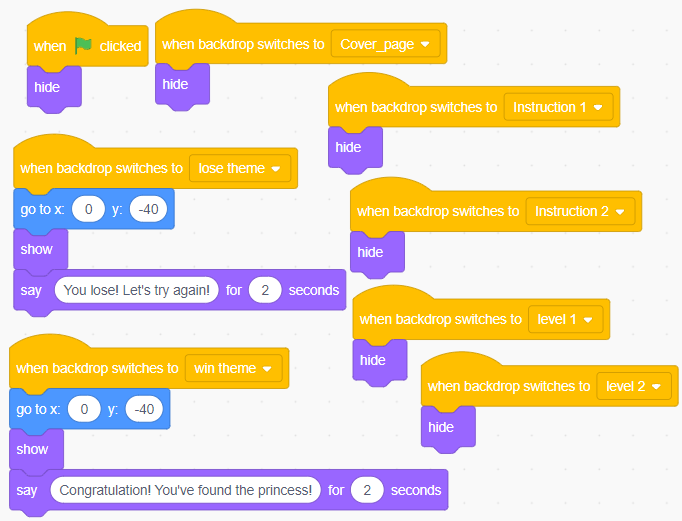 when clicked
hide
when backdrop switches to Cover_page
hide
when backdrop switches to Instruction 1
hide
when backdrop switches to lose theme
go to x: 0 y: -40
show
say You lose! Let's try again! for 2 seconds
when backdrop switches to Instruction 2
hide
when backdrop switches to level 1
hide
when backdrop switches to win theme
go to x: 0 y: -40
show
say Congratulation! You've found the princess! for 2 seconds
when backdrop switches to level 2
hide